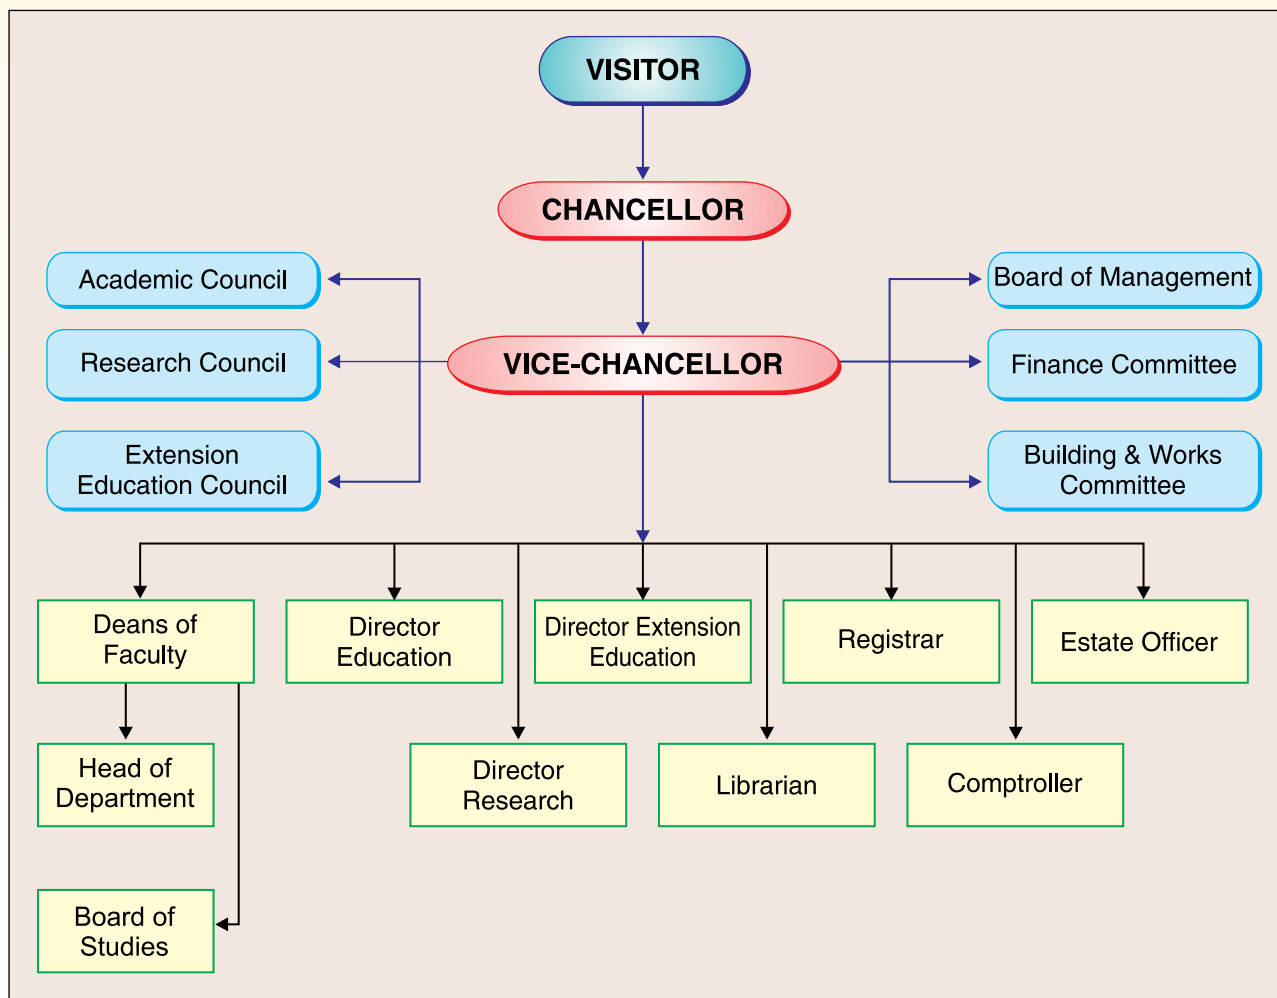 VISITOR
CHANCELLOR
Academic Council
Board of Management
Research Council
VICE-CHANCELLOR
Finance Committee
Extension
Education Council
Building & Works
Committee
Deans of
Faculty
Director
Education
Director Extension
Education
Registrar
Estate Officer
Head of
Department
Director
Research
Librarian
Comptroller
Board of
Studies